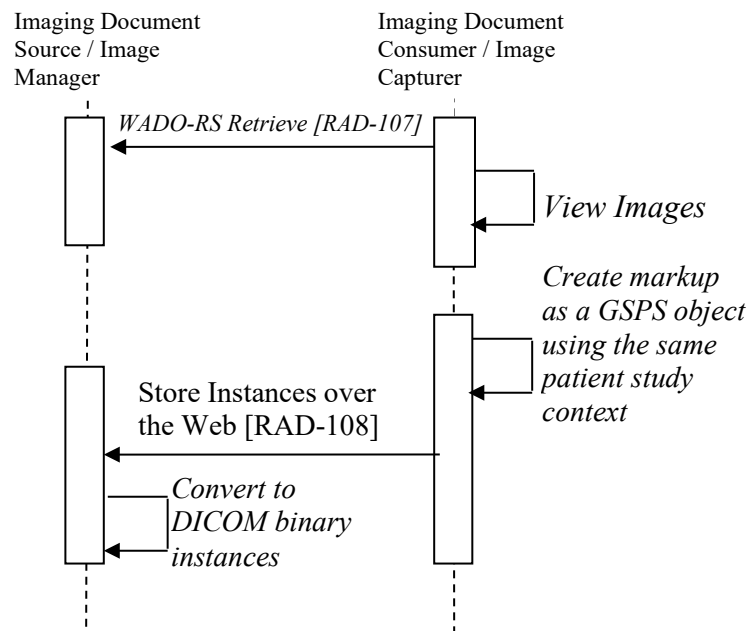 Imaging Document
Source / Image
Manager
Imaging Document
Consumer / Image
Capturer
WADO-RS Retrieve [RAD-107]
View Images
Create markup
as a GSPS object
using the same
patient study
context
Store Instances over
the Web [RAD-108]
Convert to
DICOM binary
instances